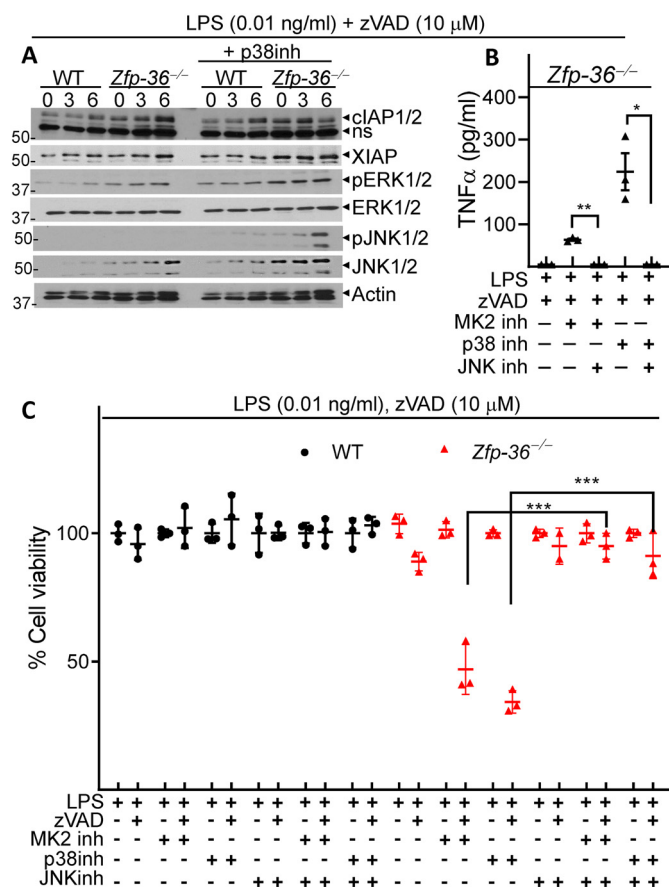 LPS (0.01 ng/ml) + zVAD (10 μM)
A
+ p38inh
WT Zfp-36−/− WT Zfp-36−/−
0 3 6 0 3 6 0 3 6 0 3 6
cIAP1/2
50 ns
50 XIAP
37 pERK1/2
37 ERK1/2
50 pJNK1/2
50 JNK1/2
37 Actin
B
Zfp-36−/−
TNFα (pg/ml)
400
300
200
100
** *
LPS + + + + +
zVAD + + + + +
MK2 inh – + + – –
p38 inh – – – + +
JNK inh – – + – +
C
LPS (0.01 ng/ml), zVAD (10 μM)
WT Zfp-36−/−
***
***
% Cell viability
100
50
LPS + + + + + + + + + + + + + + + + + + + + + + + +
zVAD - + - + - + - + - + - + - + - + - + - + - + - +
MK2 inh - - + + - - - - + + - - - - + + - - - - + + - -
p38inh - - - - + + - - - - + + - - - - + + - - - - + +
JNKinh - - - - - - + + + + + + - - - - - - + + + + + +